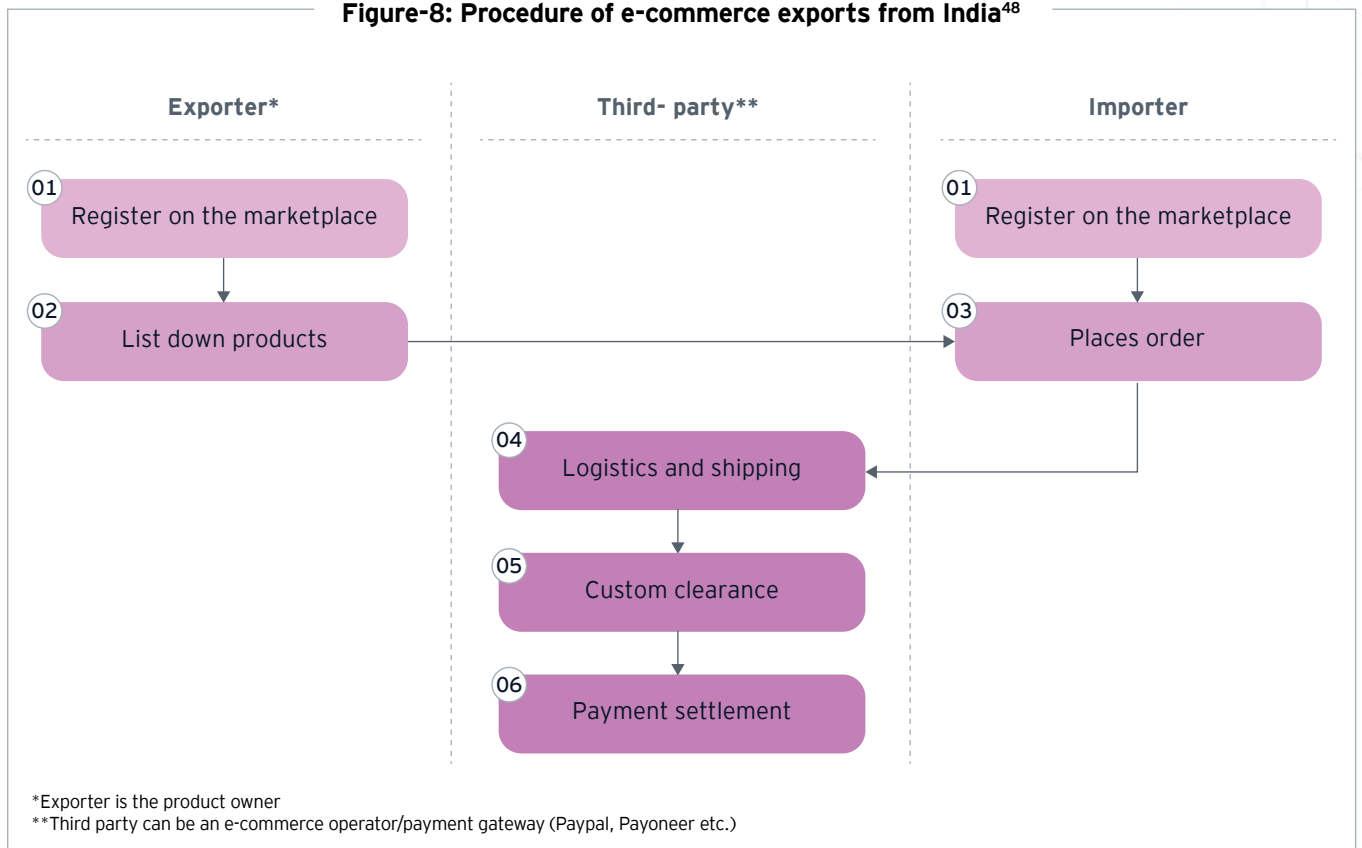 Figure-8: Procedure of e-commerce exports from India48
Exporter*
Third- party**
Importer
01
Register on the marketplace
01
Register on the marketplace
02
List down products
03
Places order
04
Logistics and shipping
05
Custom clearance
06
Payment settlement
*Exporter is the product owner
**Third party can be an e-commerce operator/payment gateway (Paypal, Payoneer etc.)